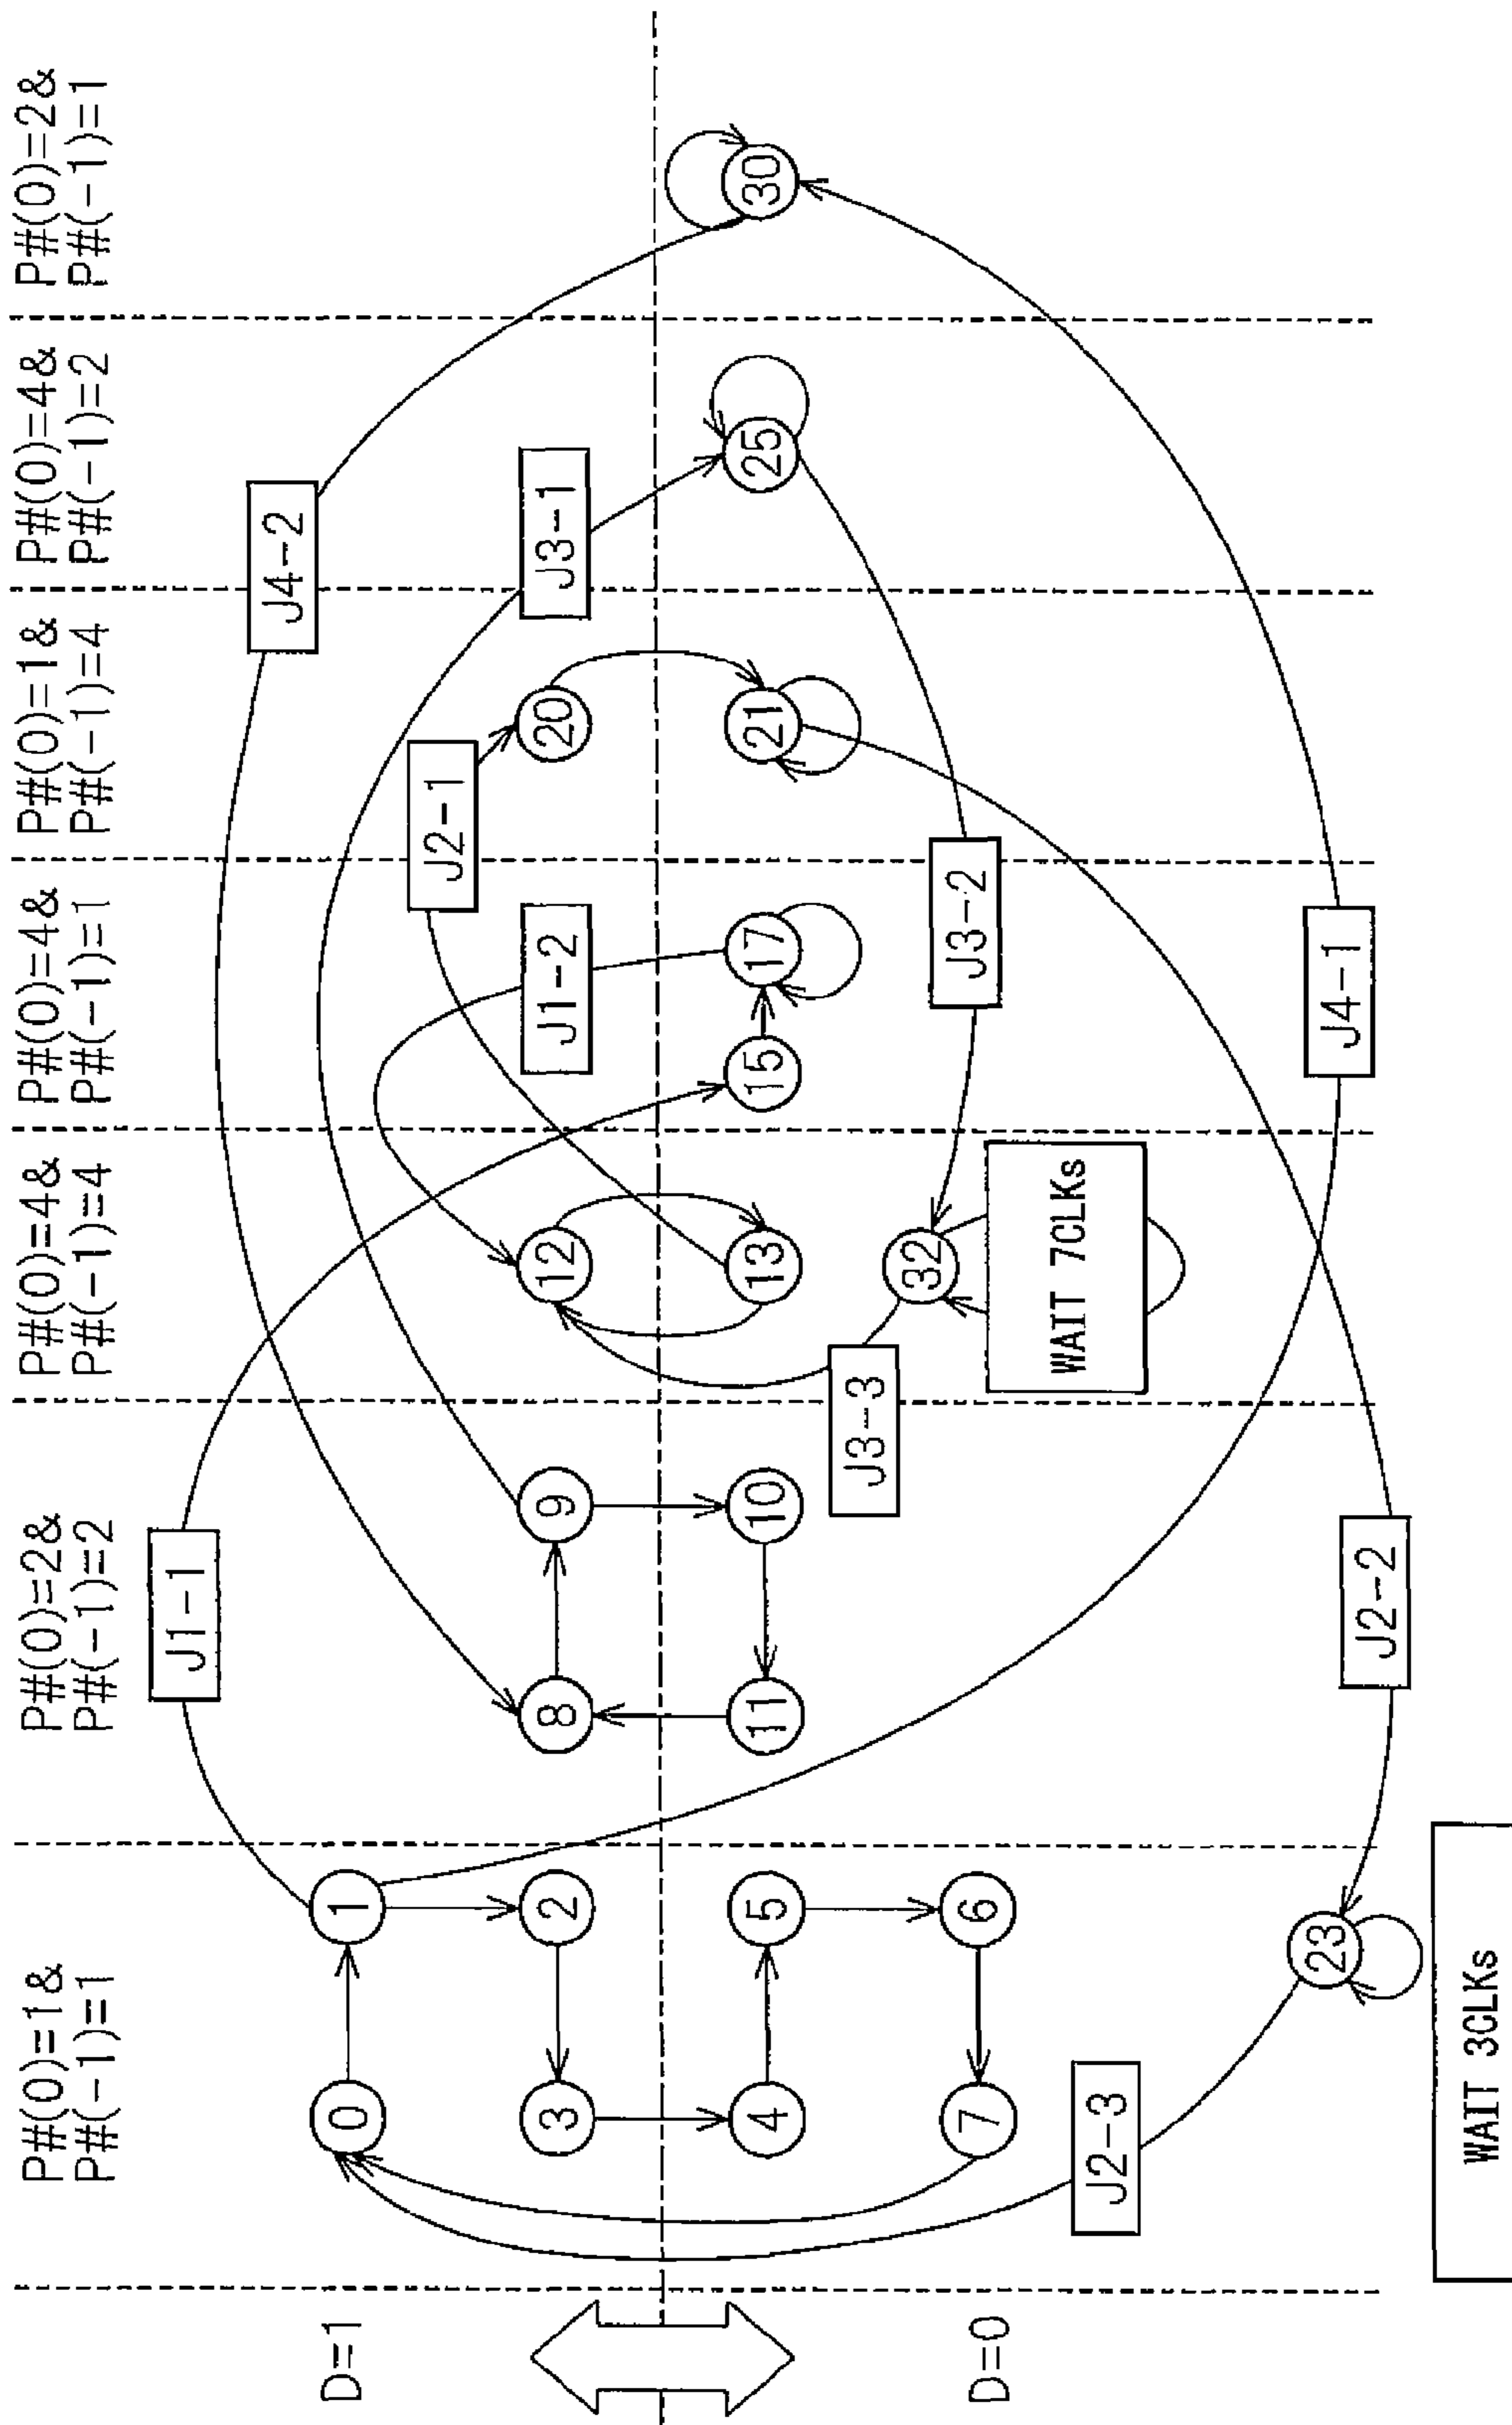 P#(0)=1&
P#(-1)=1
P#(0)=2&
P#(-1)=2
P#(0)=4&
P#(-1)=4
P#(0)=4&
P#(-1)=1
P#(0)=1&
P#(-1)=4
P#(0)=4&
P#(-1)=2
P#(0)=2&
P#(-1)=1
D=1
D=0
J1-1
J4-2
J2-1
J3-1
J1-2
0
1
3
2
8
9
12
20
4
5
11
10
13
15
17
21
25
30
7
6
J3-3
32
J3-2
WAIT 7CLKs
J2-3
23
J2-2
J4-1
WAIT 3CLKs